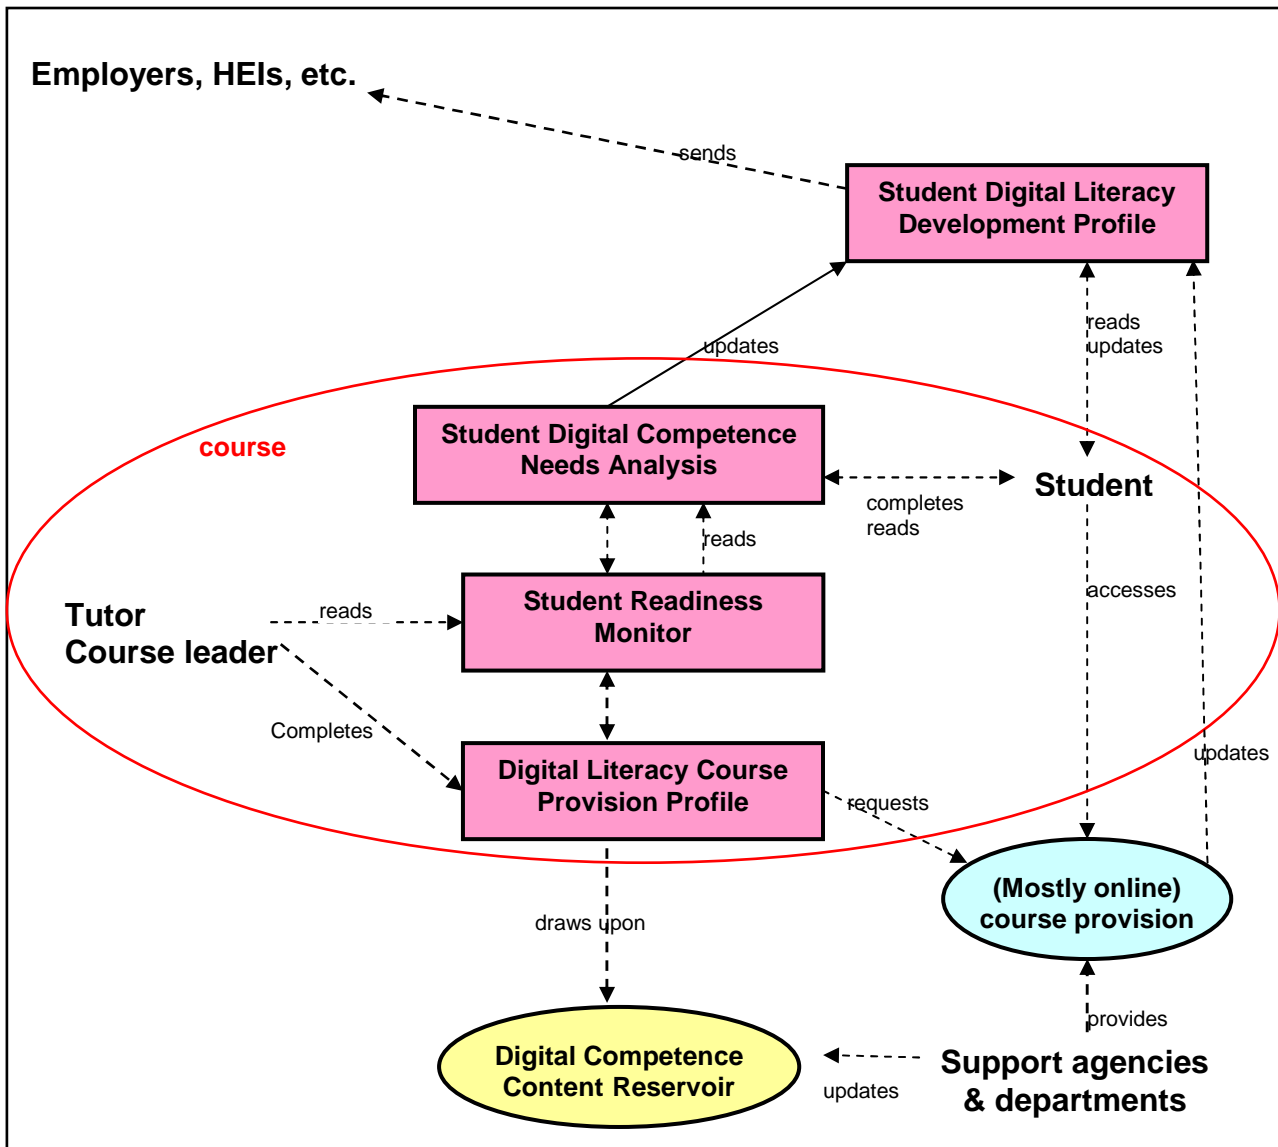 Employers, HEIs, etc.
sends
Student Digital Literacy
Development Profile
reads
updates
updates
course
Student Digital Competence
Needs Analysis
completes
reads
Student
reads
Tutor
Course leader
reads
Student Readiness
Monitor
accesses
Completes
Digital Literacy Course
Provision Profile
requests
updates
(Mostly online)
course provision
draws upon
provides
Digital Competence
Content Reservoir
updates
Support agencies
& departments